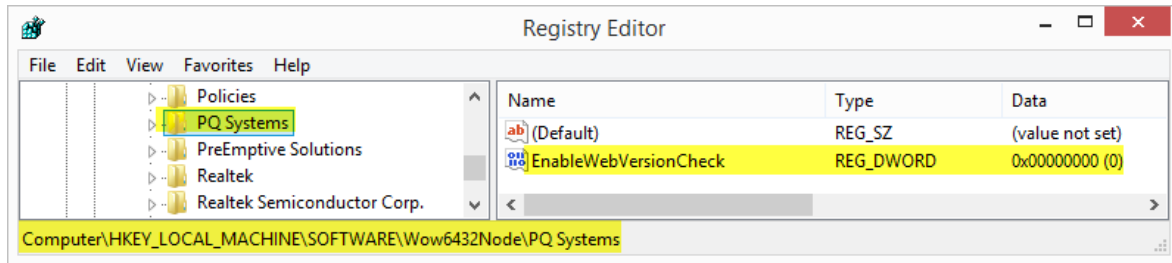 Registry Editor
File Edit View Favorites Help
Policies
PQ Systems
PreEmptive Solutions
Realtek
Realtek Semiconductor Corp.
Name Type Data
ab (Default) REG_SZ (value not set)
EnableWebVersionCheck REG_DWORD 0x00000000 (0)
Computer\HKEY_LOCAL_MACHINE\SOFTWARE\Wow6432Node\PQ Systems